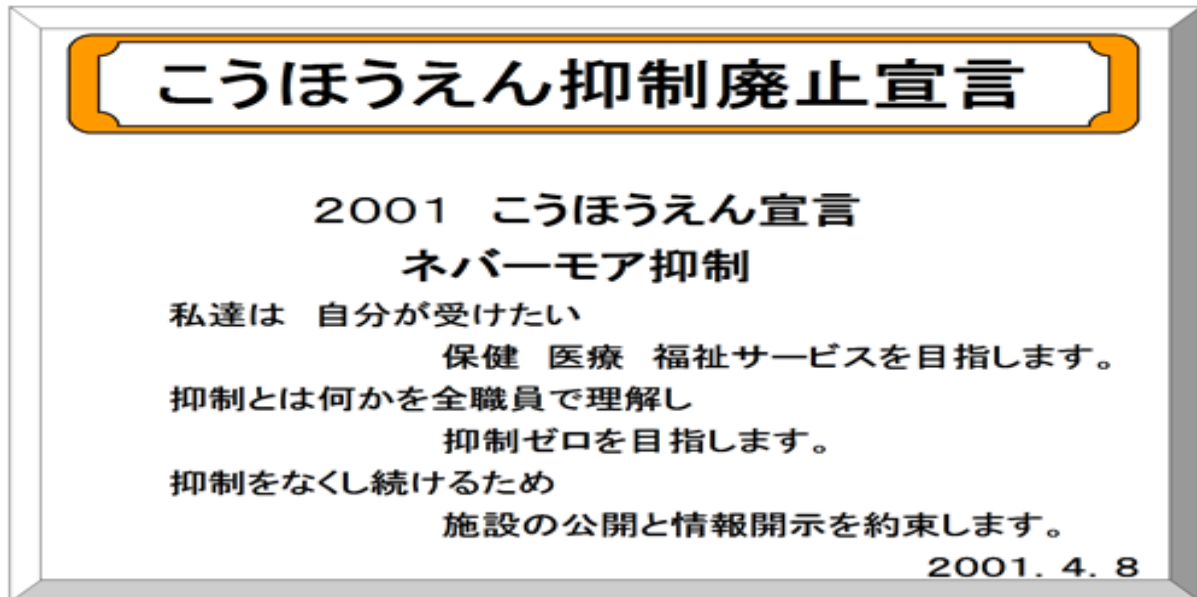 こうほうえん抑制廃止宣言
2001　こうほうえん宣言
ネバーモア抑制
私達は　自分が受けたい
保健　医療　福祉サービスを目指します。
抑制とは何かを全職員で理解し
抑制ゼロを目指します。
抑制をなくし続けるため
施設の公開と情報開示を約束します。
2001．4．8